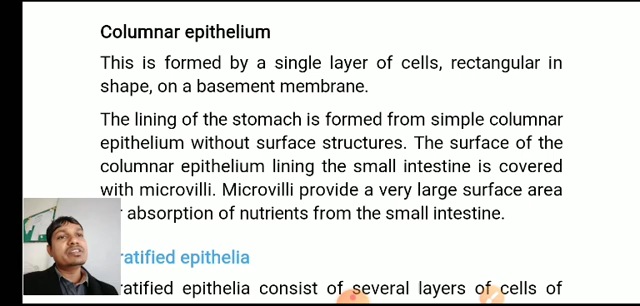 Columnar epithelium
This is formed by a single layer of cells, rectangular in
shape, on a basement membrane.
The lining of the stomach is formed from simple columnar
epithelium without surface structures. The surface of the
columnar epithelium lining the small intestine is covered
with microvilli. Microvilli provide a very large surface area
absorption of nutrients from the small intestine.
ratified epithelia
ratified epithelia consist of several layers of cells of